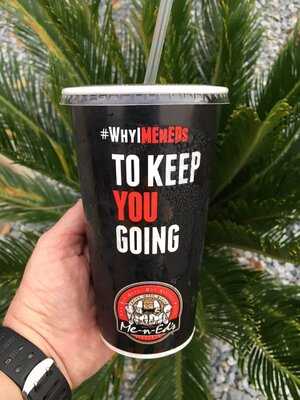 #WHYIMENEDS
TO KEEP
YOU
GOING
Me-n-Ed's